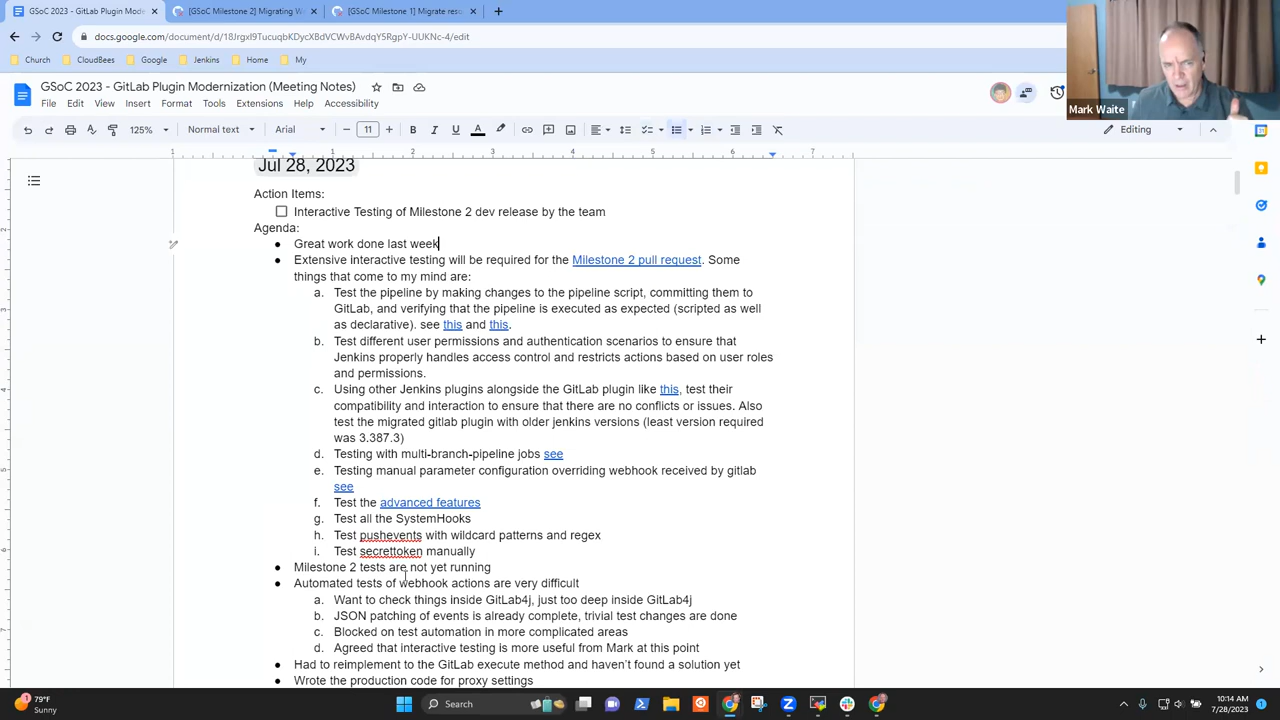 GSoC 2023 - GitLab Plugin Mode
[GSoC Milestone 2] Migrating W
[GSoC Milestone 1] Migrate reso
docs.google.com/document/d/18JrgxI9TucuqbKDycXBdVCWvBAvdqY5RgpY-UUKNc-4/edit
Church
CloudBees
Google
Jenkins
Home
My
GSoC 2023 - GitLab Plugin Modernization (Meeting Notes)
File Edit View Insert Format Tools Extensions Accessibility
Mark Waite
125% Normal text Arial 11 Editing
1 1 2 3 4 5 6 7
Jul 28, 2023
Action Items:
Interactive Testing of Milestone 2 dev release by the team
Agenda:
● Great work done last week
● Extensive interactive testing will be required for the Milestone 2 pull request. Some
things that come to my mind are:
a. Test the pipeline by making changes to the pipeline script, committing them to
GitLab, and verifying that the pipeline is executed as expected (scripted as well
as declarative). see this and this.
b. Test different user permissions and authentication scenarios to ensure that
Jenkins properly handles access control and restricts actions based on user roles
and permissions.
c. Using other Jenkins plugins alongside the GitLab plugin like this, test their
compatibility and interaction to ensure that there are no conflicts or issues. Also
test the migrated gitlab plugin with older jenkins versions (least version required
was 3.387.3)
d. Testing with multi-branch-pipeline jobs see
e. Testing manual parameter configuration overriding webhook received by gitlab
see
f. Test the advanced features
g. Test all the SystemHooks
h. Test pushevents with wildcard patterns and regex
i. Test secrettoken manually
● Milestone 2 tests are not yet running
● Automated tests of webhook actions are very difficult
a. Want to check things inside GitLab4j, just too deep inside GitLab4j
b. JSON patching of events is already complete, trivial test changes are done
c. Blocked on test automation in more complicated areas
d. Agreed that interactive testing is more useful from Mark at this point
● Had to reimplement to the GitLab execute method and haven't found a solution yet
● Wrote the production code for proxy settings
79°F
Sunny
Search
10:14 AM
7/28/2023